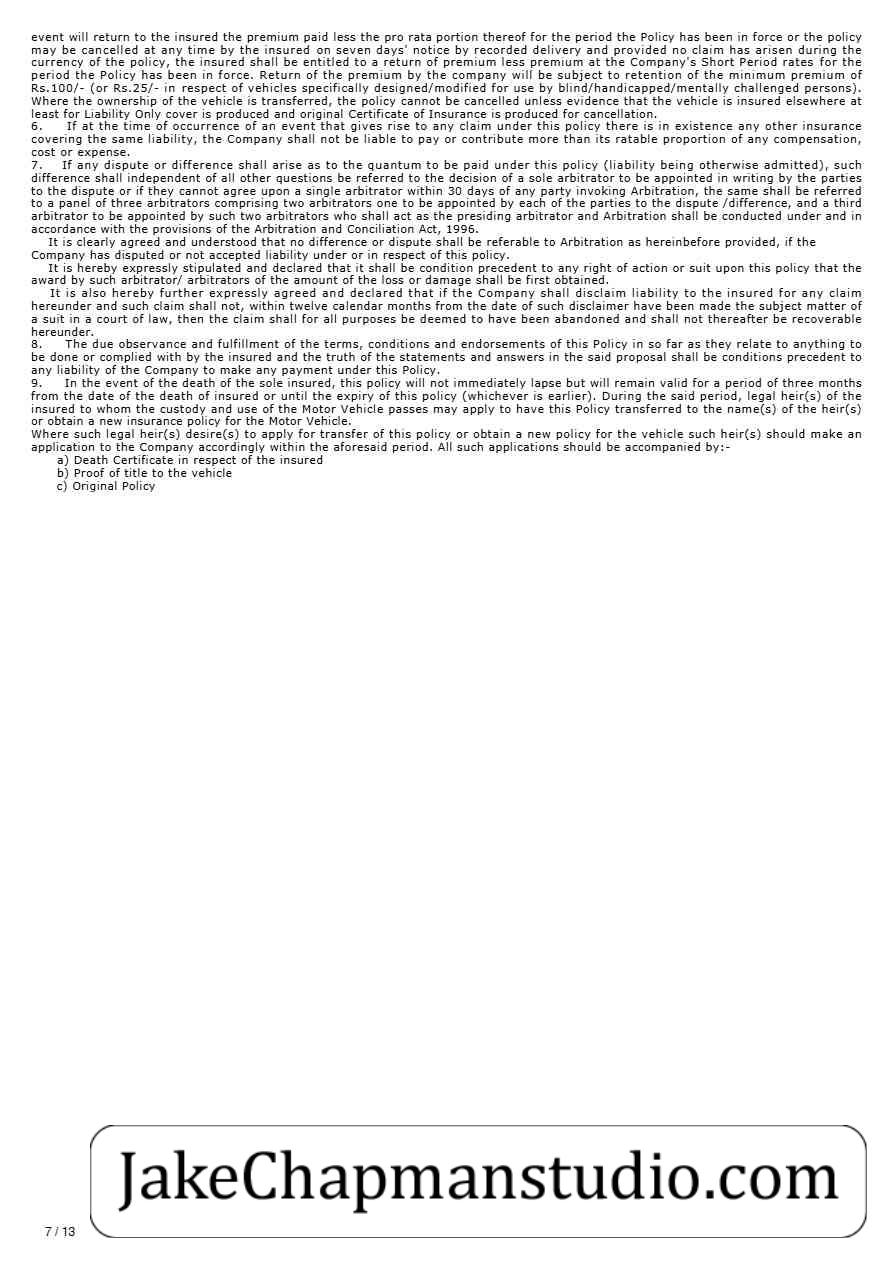 event will return to the insured the premium paid less the pro rata portion thereof for the period the Policy has been in force or the policy
may be cancelled at any time by the insured on seven days' notice by recorded delivery and provided no claim has arisen during the
currency of the policy, the insured shall be entitled to a return of premium less premium at the Company's Short Period rates for the
period the Policy has been in force. Return of the premium by the company will be subject to retention of the minimum premium of
Rs.100/- (or Rs.25/- in respect of vehicles specifically designed/modified for use by blind/handicapped/mentally challenged persons).
Where the ownership of the vehicle is transferred, the policy cannot be cancelled unless evidence that the vehicle is insured elsewhere at
least for Liability Only cover is produced and original Certificate of Insurance is produced for cancellation.
6. If at the time of occurrence of an event that gives rise to any claim under this policy there is in existence any other insurance
covering the same liability, the Company shall not be liable to pay or contribute more than its ratable proportion of any compensation,
cost or expense.
7. If any dispute or difference shall arise as to the quantum to be paid under this policy (liability being otherwise admitted), such
difference shall independent of all other questions be referred to the decision of a sole arbitrator to be appointed in writing by the parties
to the dispute or if they cannot agree upon a single arbitrator within 30 days of any party invoking Arbitration, the same shall be referred
to a panel of three arbitrators comprising two arbitrators one to be appointed by each of the parties to the dispute /difference, and a third
arbitrator to be appointed by such two arbitrators who shall act as the presiding arbitrator and Arbitration shall be conducted under and in
accordance with the provisions of the Arbitration and Conciliation Act, 1996.
It is clearly agreed and understood that no difference or dispute shall be referable to Arbitration as hereinbefore provided, if the
Company has disputed or not accepted liability under or in respect of this policy.
It is hereby expressly stipulated and declared that it shall be condition precedent to any right of action or suit upon this policy that the
award by such arbitrator/ arbitrators of the amount of the loss or damage shall be first obtained.
It is also hereby further expressly agreed and declared that if the Company shall disclaim liability to the insured for any claim
hereunder and such claim shall not, within twelve calendar months from the date of such disclaimer have been made the subject matter of
a suit in a court of law, then the claim shall for all purposes be deemed to have been abandoned and shall not thereafter be recoverable
hereunder.
8. The due observance and fulfillment of the terms, conditions and endorsements of this Policy in so far as they relate to anything to
be done or complied with by the insured and the truth of the statements and answers in the said proposal shall be conditions precedent to
any liability of the Company to make any payment under this Policy.
9. In the event of the death of the sole insured, this policy will not immediately lapse but will remain valid for a period of three months
from the date of the death of insured or until the expiry of this policy (whichever is earlier). During the said period, legal heir(s) of the
insured to whom the custody and use of the Motor Vehicle passes may apply to have this Policy transferred to the name(s) of the heir(s)
or obtain a new insurance policy for the Motor Vehicle.
Where such legal heir(s) desire(s) to apply for transfer of this policy or obtain a new policy for the vehicle such heir(s) should make an
application to the Company accordingly within the aforesaid period. All such applications should be accompanied by:-
a) Death Certificate in respect of the insured
b) Proof of title to the vehicle
c) Original Policy
JakeChapmanstudio.com
7 / 13